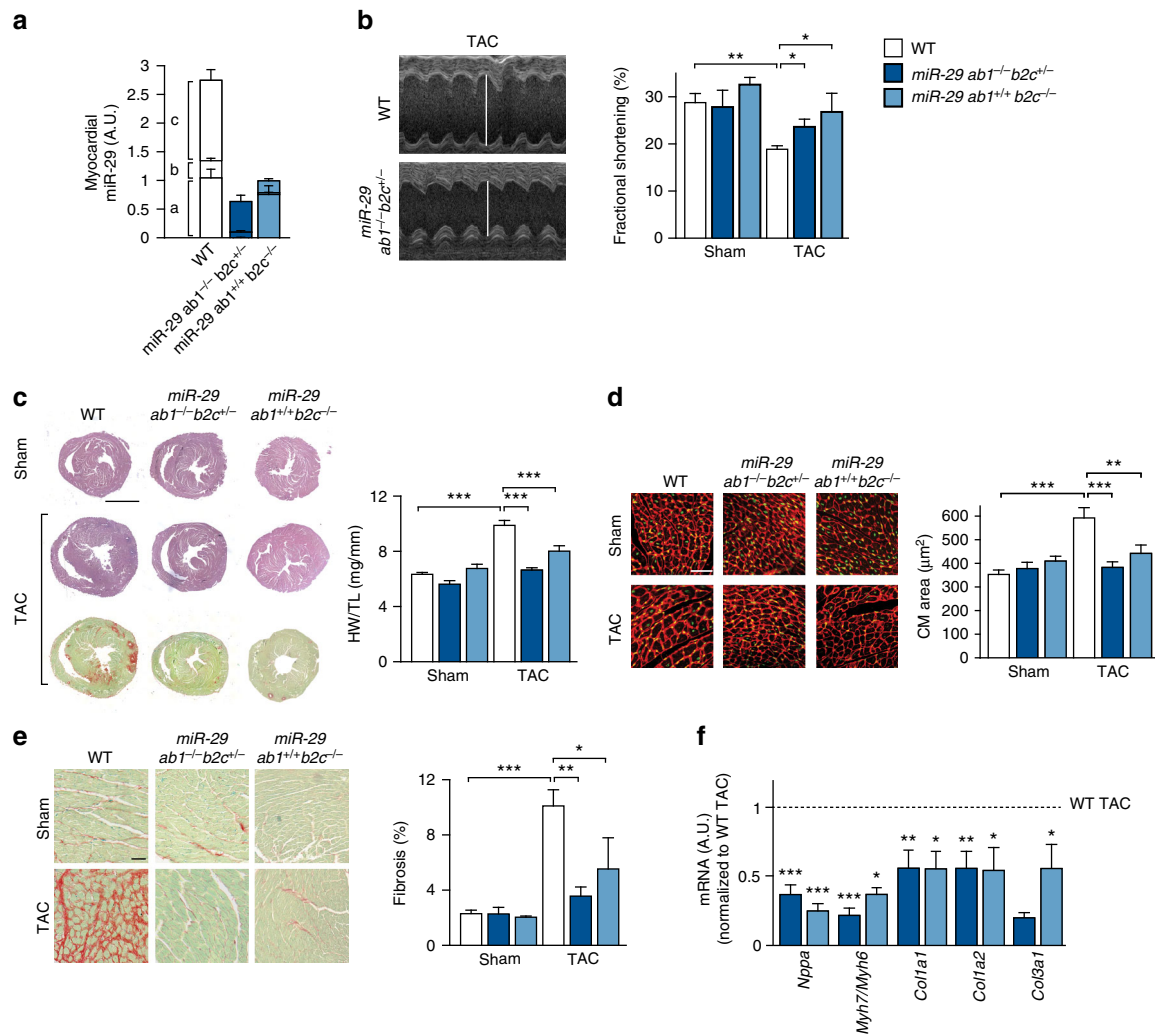 a
Myocardial
miR-29 (A.U.)
3
2.5
2
1.5
1
0.5
0
c
b
a
WT
miR-29 ab1⁻/⁻ b2c⁺/⁻
miR-29 ab1⁺/⁺ b2c⁻/⁻
b
TAC
WT
miR-29
ab1⁻/⁻b2c⁺/⁻
Fractional shortening (%)
30
20
10
0
** * *
Sham TAC
WT
miR-29 ab1⁻/⁻b2c⁺/⁻
miR-29 ab1⁺/⁺ b2c⁻/⁻
c
WT
miR-29
ab1⁻/⁻b2c⁺/⁻
miR-29
ab1⁺/⁺b2c⁻/⁻
Sham
TAC
HW/TL (mg/mm)
12
9
6
3
0
***
*** ***
Sham TAC
d
WT
miR-29
ab1⁻/⁻b2c⁺/⁻
miR-29
ab1⁺/⁺b2c⁻/⁻
Sham
TAC
CM area (μm²)
600
500
400
300
200
100
0
**
*** ***
Sham TAC
e
WT
miR-29
ab1⁻/⁻b2c⁺/⁻
miR-29
ab1⁺/⁺b2c⁻/⁻
Sham
TAC
Fibrosis (%)
12
8
4
0
*
*** **
Sham TAC
f
mRNA (A.U.)
(normalized to WT TAC)
1
0.5
0
WT TAC
*** *** *** * ** * ** * *
Nppa
Myh7/Myh6
Col1a1
Col1a2
Col3a1